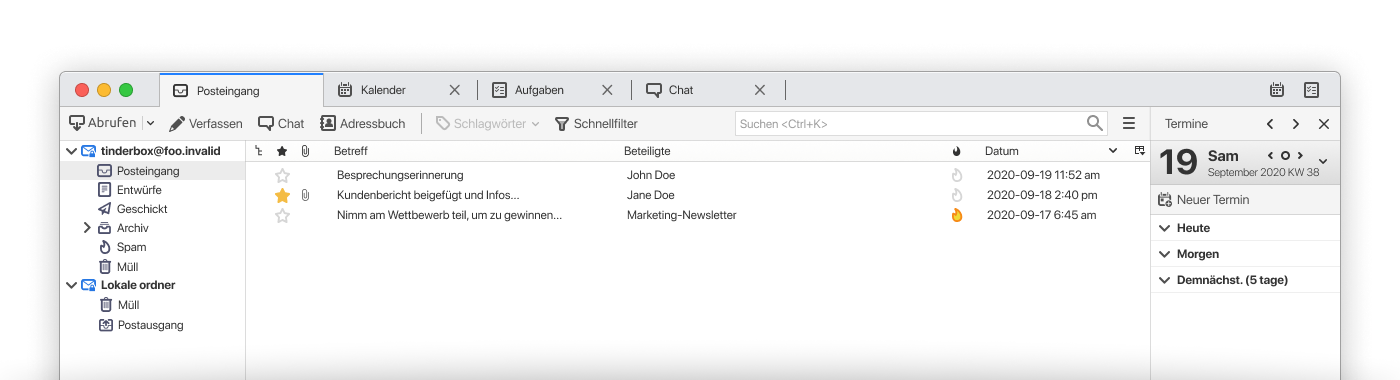 Posteingang Kalender Aufgaben Chat
Abrufen Verfassen Chat Adressbuch Schlagwörter Schnellfilter Suchen <Ctrl+K>
tinderbox@foo.invalid
Posteingang
Entwürfe
Geschickt
Archiv
Spam
Müll
Lokale ordner
Müll
Postausgang
Betreff Beteiligte Datum
Besprechungserinnerung John Doe 2020-09-19 11:52 am
Kundenbericht beigefügt und Infos... Jane Doe 2020-09-18 2:40 pm
Nimm am Wettbewerb teil, um zu gewinnen... Marketing-Newsletter 2020-09-17 6:45 am
Termine
19 Sam
September 2020 KW 38
Neuer Termin
Heute
Morgen
Demnächst. (5 tage)